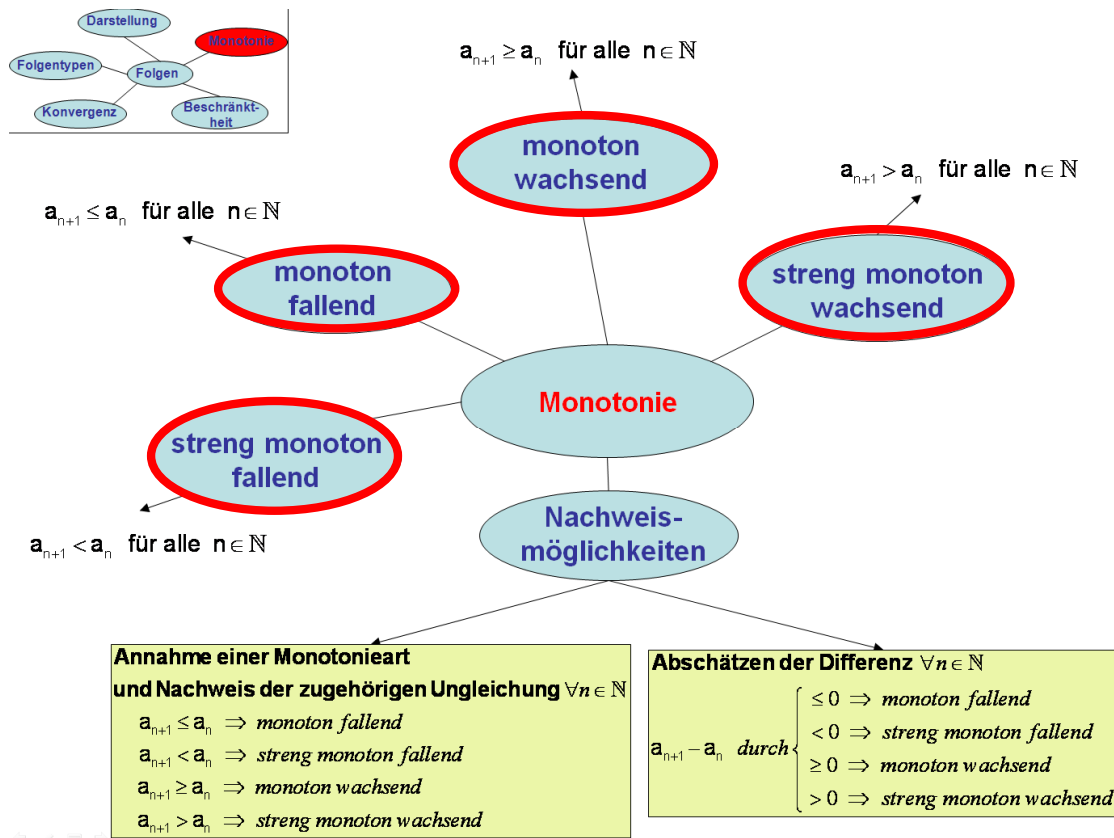 Darstellung
Monotonie
Folgentypen
Folgen
Konvergenz
Beschränkt-
heit
aₙ₊₁ ≥ aₙ für alle n ∈ ℕ
monoton
wachsend
aₙ₊₁ > aₙ für alle n ∈ ℕ
streng monoton
wachsend
aₙ₊₁ ≤ aₙ für alle n ∈ ℕ
monoton
fallend
Monotonie
streng monoton
fallend
aₙ₊₁ < aₙ für alle n ∈ ℕ
Nachweis-
möglichkeiten
Annahme einer Monotonieart
und Nachweis der zugehörigen Ungleichung ∀n ∈ ℕ
aₙ₊₁ ≤ aₙ ⇒ monoton fallend
aₙ₊₁ < aₙ ⇒ streng monoton fallend
aₙ₊₁ ≥ aₙ ⇒ monoton wachsend
aₙ₊₁ > aₙ ⇒ streng monoton wachsend
Abschätzen der Differenz ∀n ∈ ℕ
aₙ₊₁ − aₙ durch
≤ 0 ⇒ monoton fallend
< 0 ⇒ streng monoton fallend
≥ 0 ⇒ monoton wachsend
> 0 ⇒ streng monoton wachsend